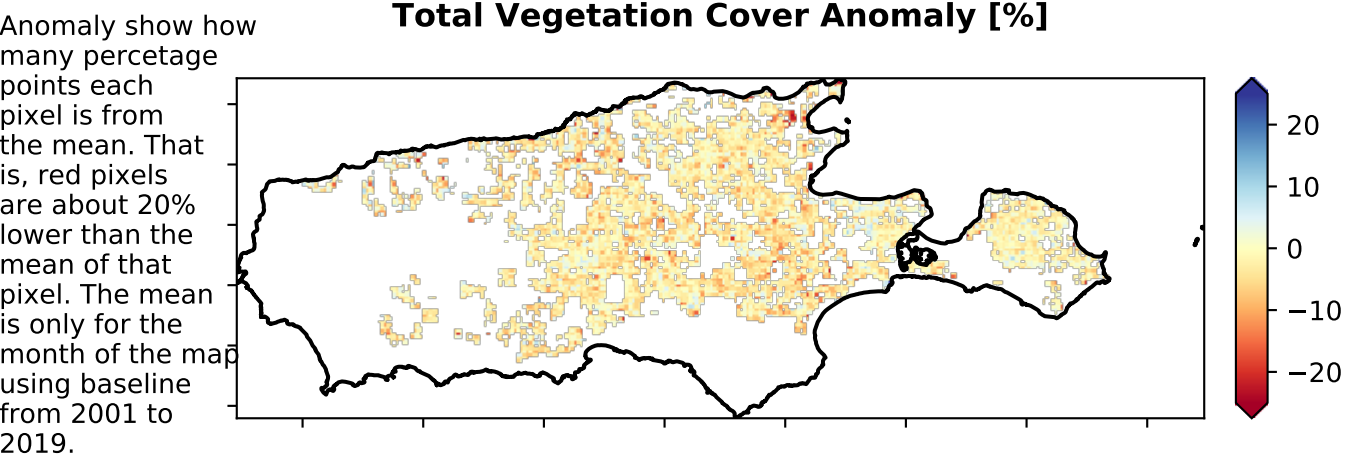 Total Vegetation Cover Anomaly [%]
Anomaly show how
many percetage
points each
pixel is from
the mean. That
is, red pixels
are about 20%
lower than the
mean of that
pixel. The mean
is only for the
month of the map
using baseline
from 2001 to
2019.
20
10
0
−10
−20